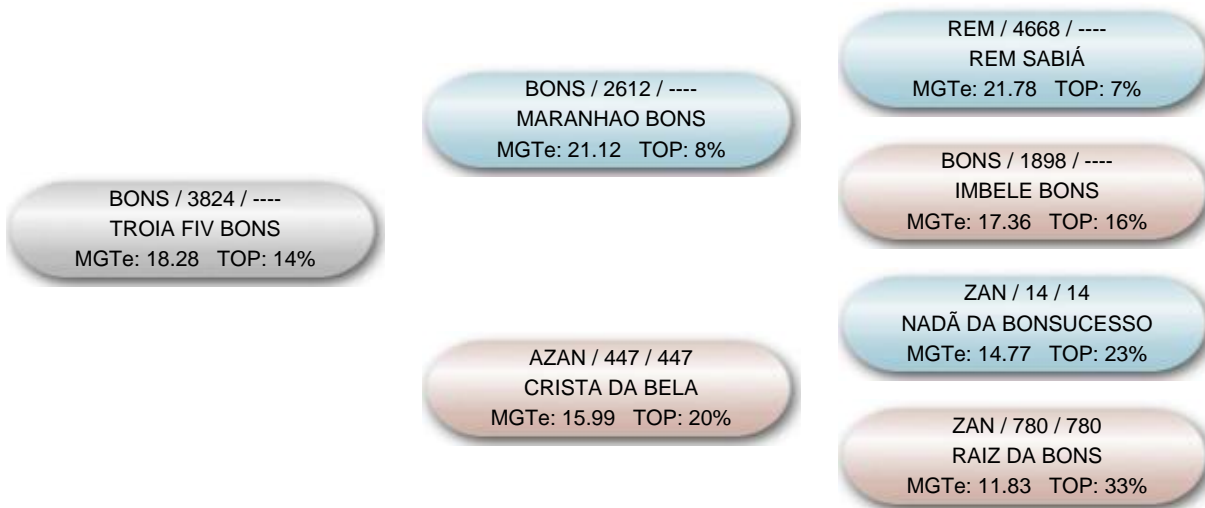 REM / 4668 / ----
REM SABIÁ
MGTe: 21.78 TOP: 7%
BONS / 2612 / ----
MARANHAO BONS
MGTe: 21.12 TOP: 8%
BONS / 1898 / ----
IMBELE BONS
MGTe: 17.36 TOP: 16%
BONS / 3824 / ----
TROIA FIV BONS
MGTe: 18.28 TOP: 14%
ZAN / 14 / 14
NADÃ DA BONSUCESSO
MGTe: 14.77 TOP: 23%
AZAN / 447 / 447
CRISTA DA BELA
MGTe: 15.99 TOP: 20%
ZAN / 780 / 780
RAIZ DA BONS
MGTe: 11.83 TOP: 33%